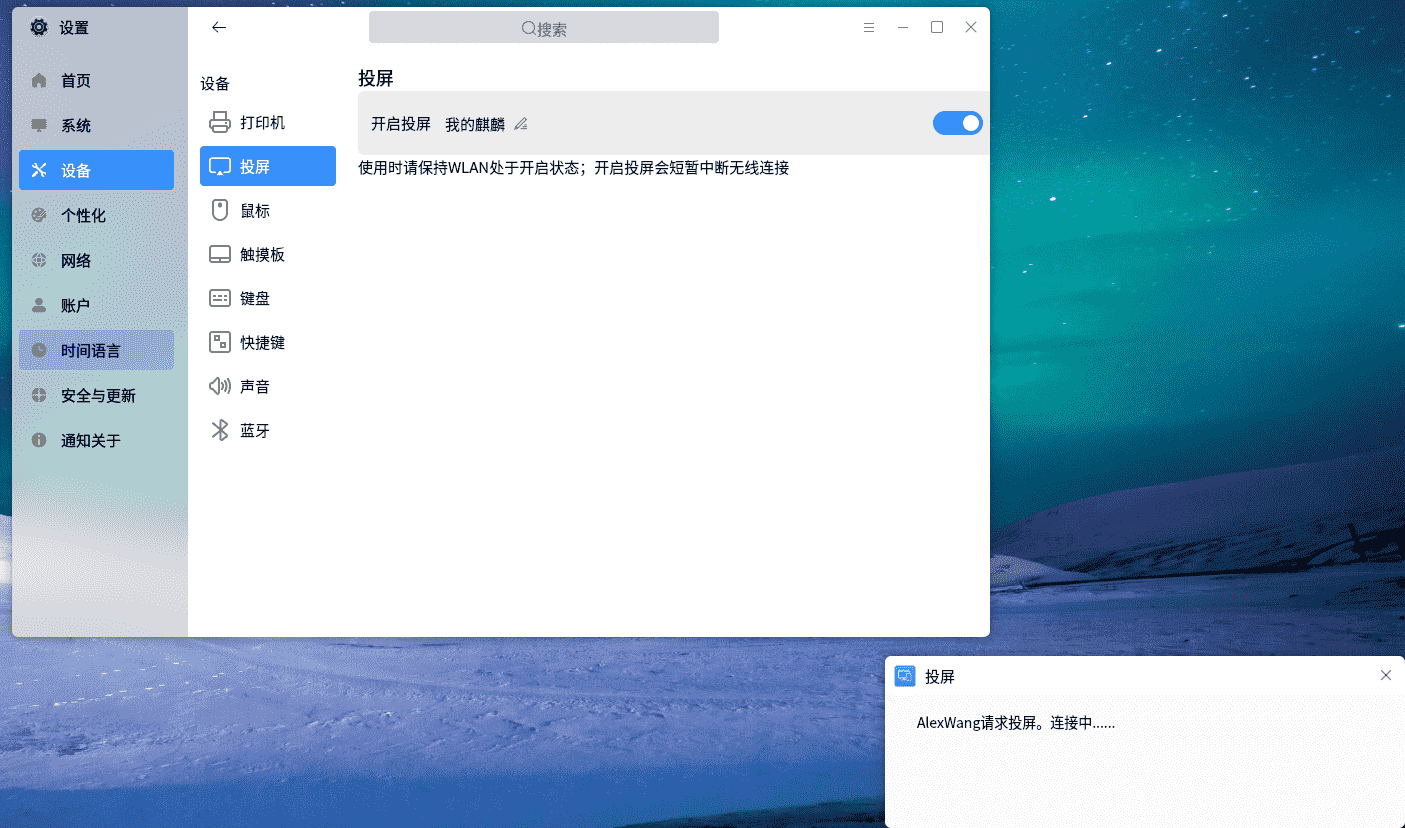 设置
搜索
首页
系统
设备
个性化
网络
账户
时间语言
安全与更新
通知关于
设备
打印机
投屏
鼠标
触摸板
键盘
快捷键
声音
蓝牙
投屏
开启投屏 我的麒麟
使用时请保持WLAN处于开启状态；开启投屏会短暂中断无线连接
投屏
AlexWang请求投屏。连接中......